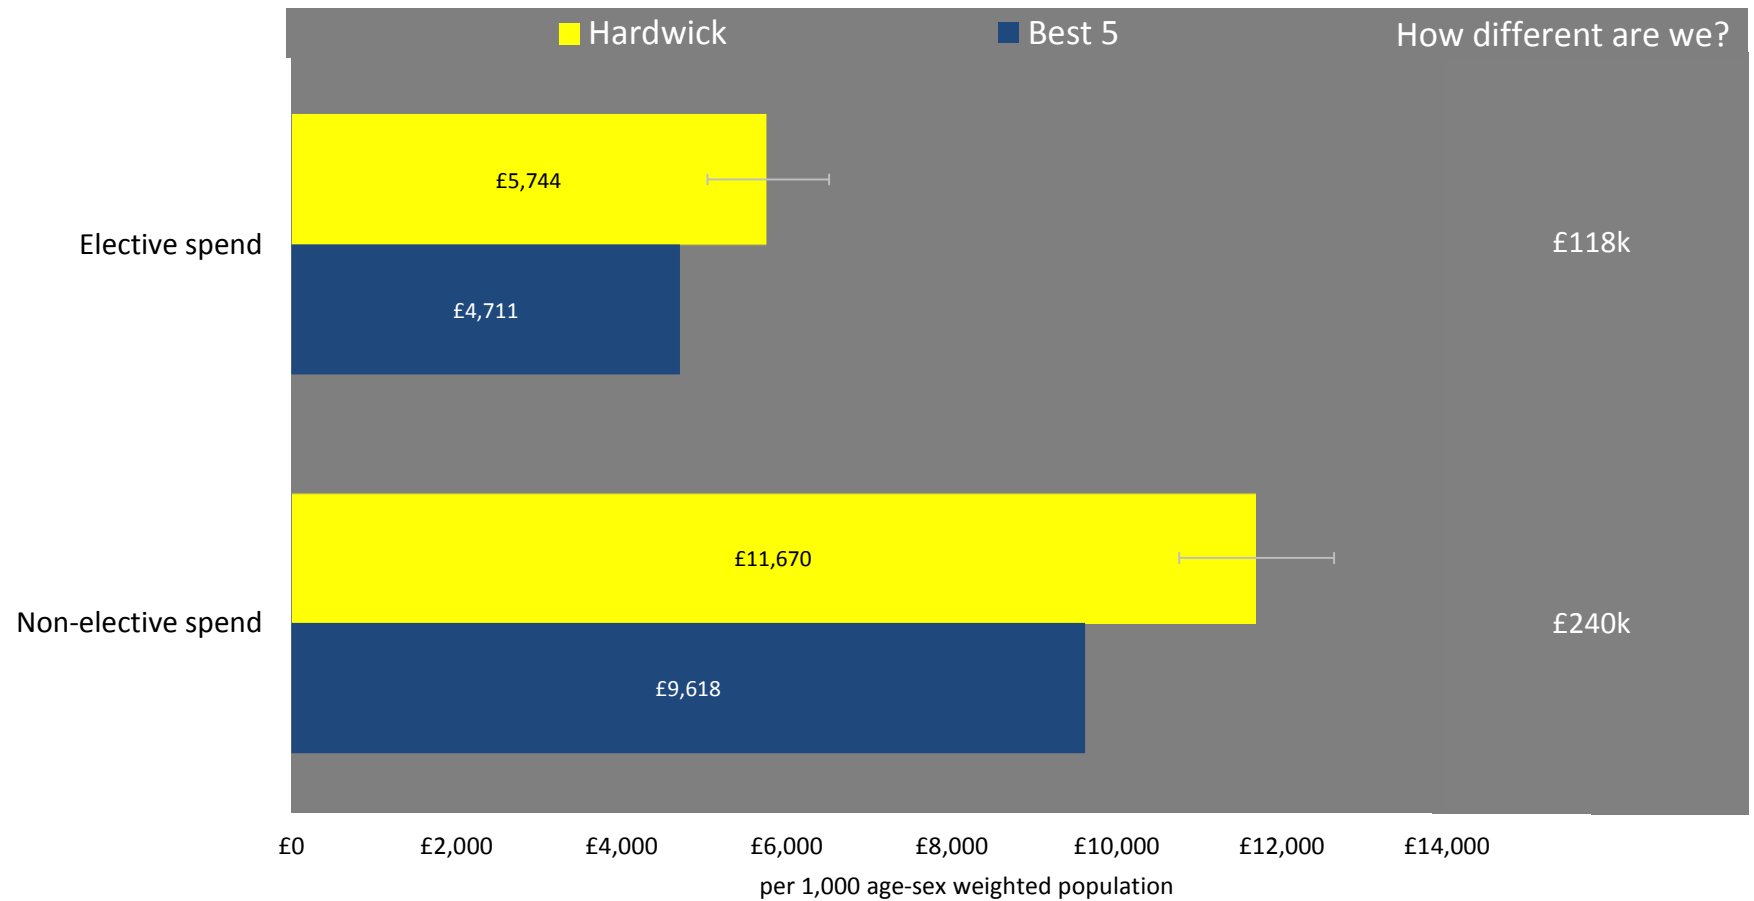 Hardwick
Best 5
How different are we?
Elective spend
£5,744
£4,711
£118k
Non-elective spend
£11,670
£9,618
£240k
£0 £2,000 £4,000 £6,000 £8,000 £10,000 £12,000 £14,000
per 1,000 age-sex weighted population